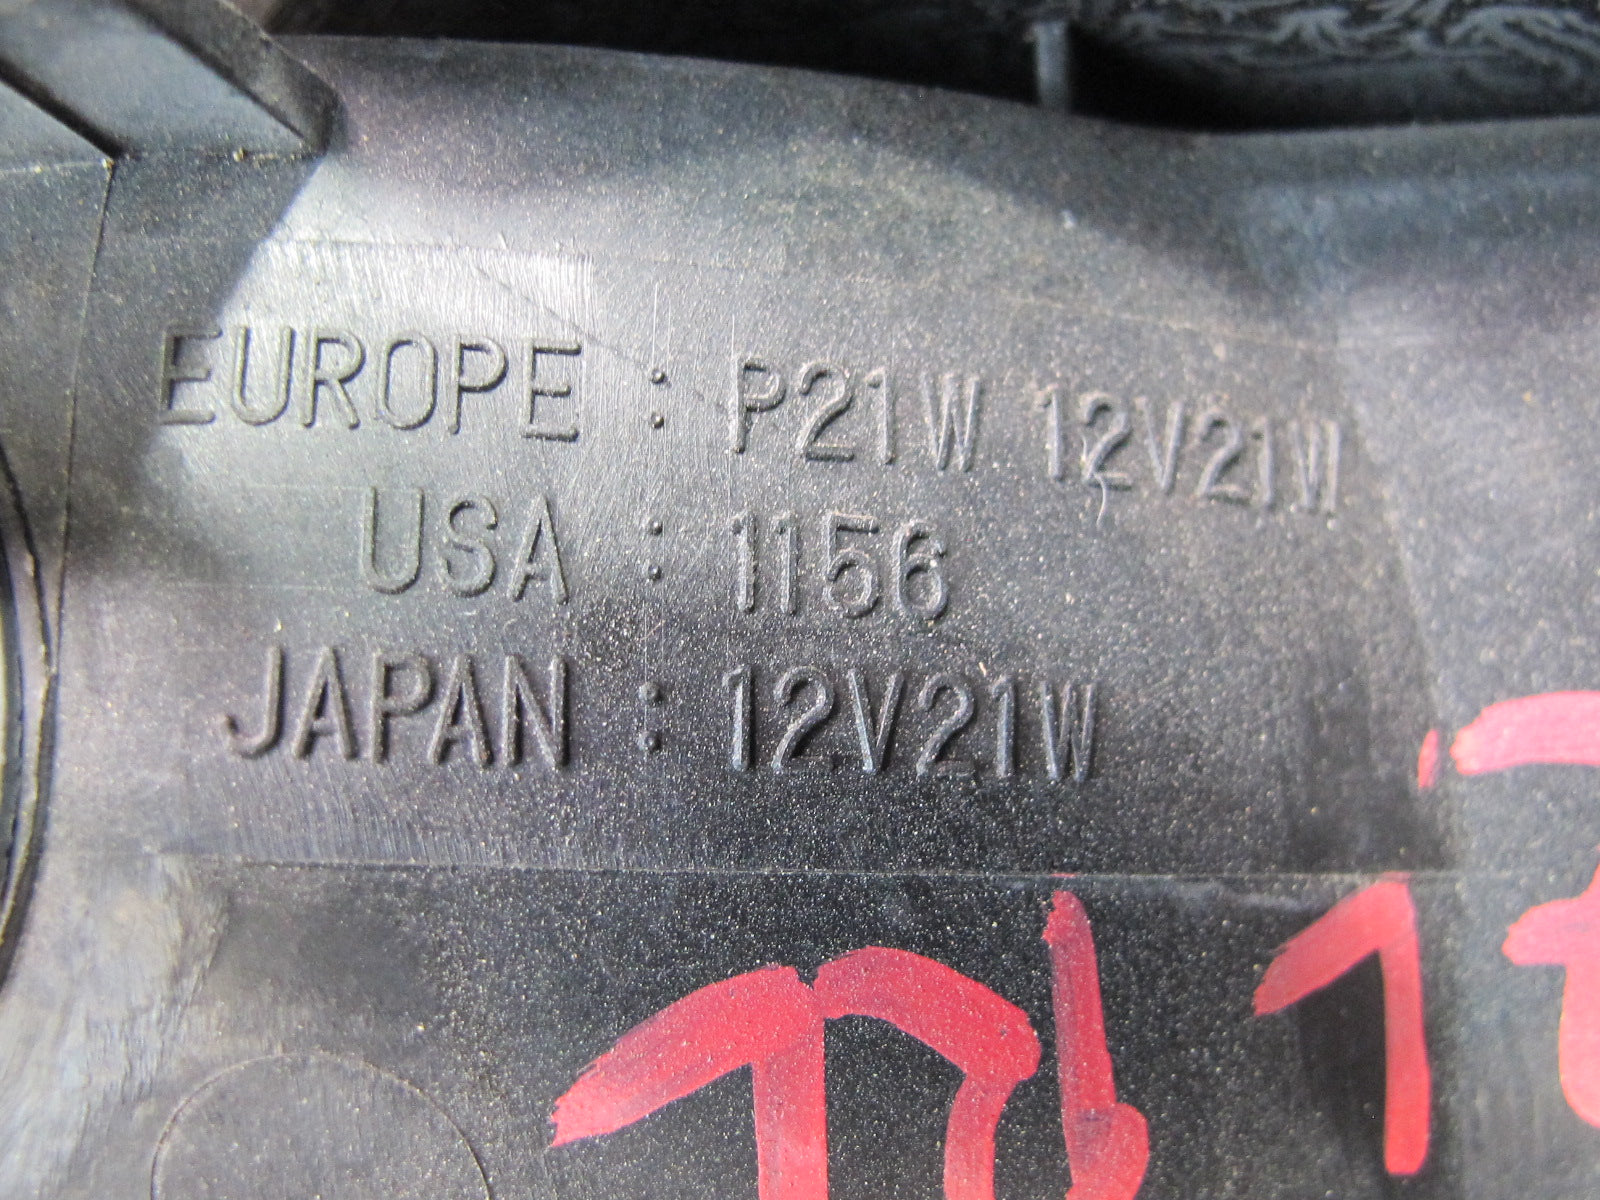 EUROPE : P21W 12V21W
USA : 1156
JAPAN : 12V21W